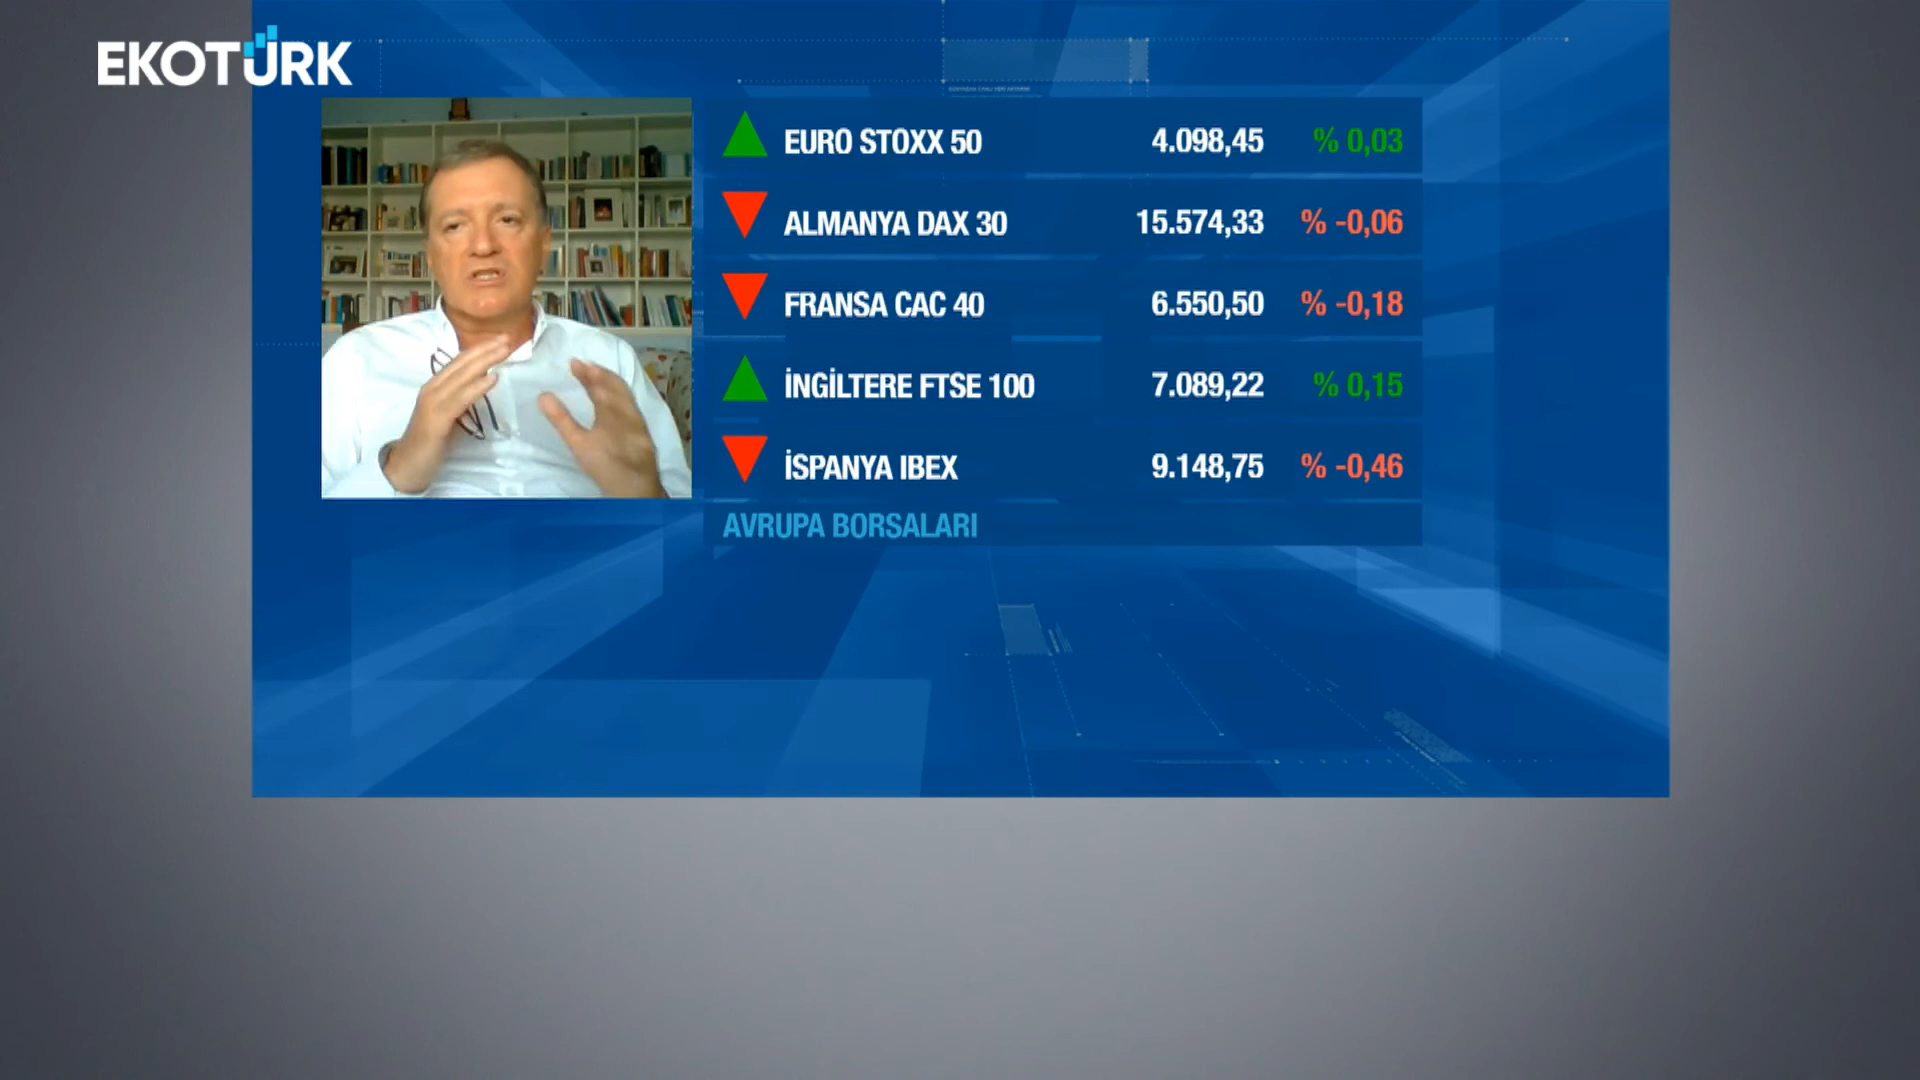 EKOTÜRK
EURO STOXX 50 4.098,45 % 0,03
ALMANYA DAX 30 15.574,33 % -0,06
FRANSA CAC 40 6.550,50 % -0,18
İNGİLTERE FTSE 100 7.089,22 % 0,15
İSPANYA IBEX 9.148,75 % -0,46
AVRUPA BORSALARI